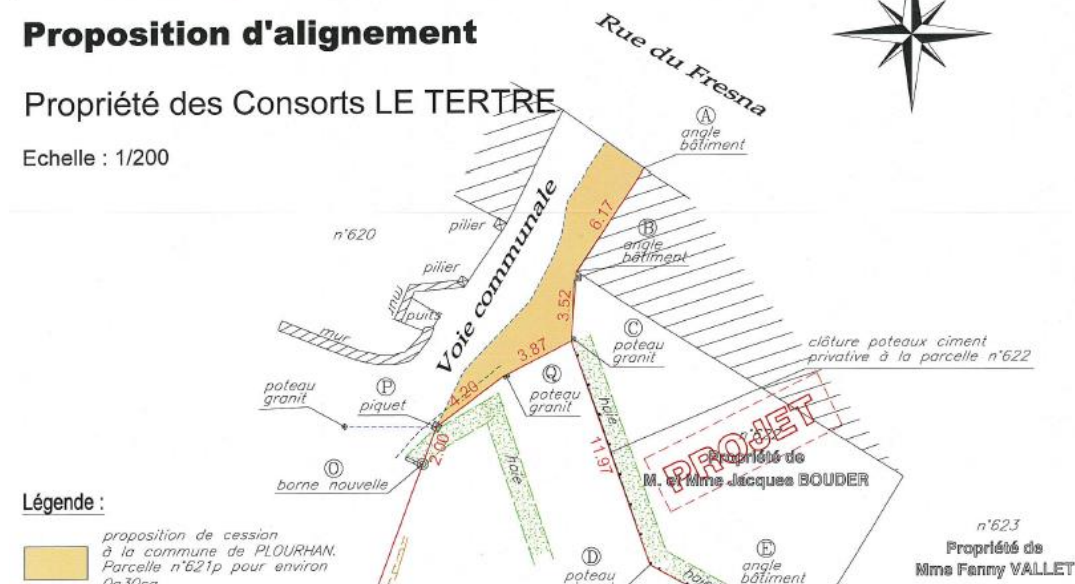 Proposition d'alignement
Propriété des Consorts LE TERTRE
Echelle : 1/200
Rue du Fresna
Ⓐ
angle
bâtiment
6.17
Voie communale
n°620
pilier
Ⓑ
angle
bâtiment
pilier
mur
puits
mur
3.52
Ⓒ
poteau
granit
clôture poteaux ciment
privative à la parcelle n°622
3.87
Ⓠ
poteau
granit
poteau
granit
Ⓟ
piquet
4.20
haie
haie
11.97
PROJET
Propriété de
M. et Mme Jacques BOUDER
2.00
Ⓞ
borne nouvelle
Légende :
proposition de cession
à la commune de PLOURHAN.
Parcelle n°621p pour environ
0a30ca
Ⓓ
poteau
haie
Ⓔ
angle
bâtiment
n°623
Propriété de
Mme Fanny VALLET